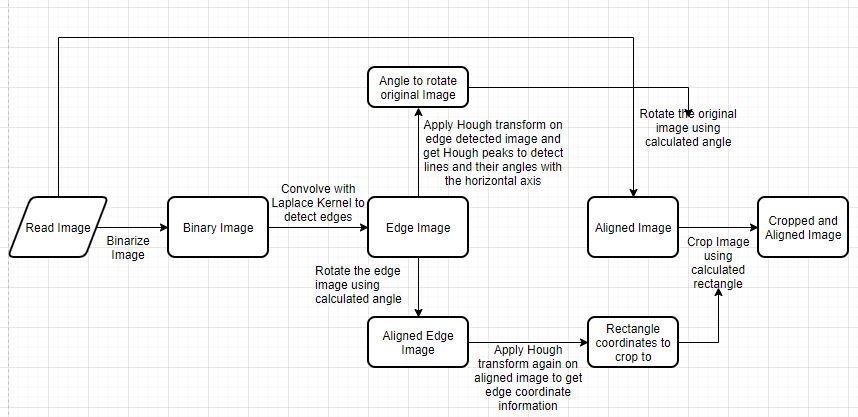 Angle to rotate
original Image
Rotate the original
image using
calculated angle
Apply Hough transform on
edge detected image and
get Hough peaks to detect
lines and their angles with
the horizontal axis
Convolve with
Laplace Kernel to
detect edges
Read Image
Binarize
Image
Binary Image
Edge Image
Aligned Image
Cropped and
Aligned Image
Crop Image
using
calculated
rectangle
Rotate the edge
image using
calculated angle
Aligned Edge
Image
Rectangle
coordinates to
crop to
Apply Hough
transform again on
aligned image to get
edge coordinate
information